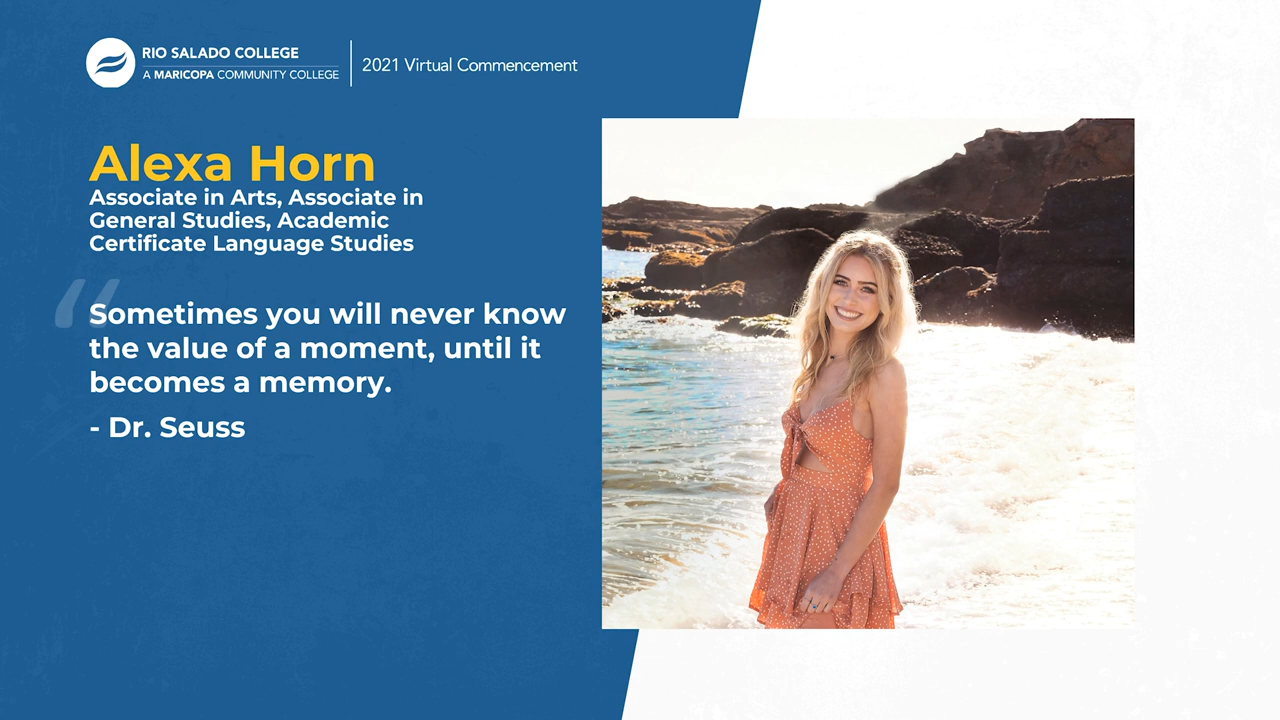 RIO SALADO COLLEGE
A MARICOPA COMMUNITY COLLEGE
2021 Virtual Commencement
Alexa Horn
Associate in Arts, Associate in
General Studies, Academic
Certificate Language Studies
“
Sometimes you will never know
the value of a moment, until it
becomes a memory.
- Dr. Seuss